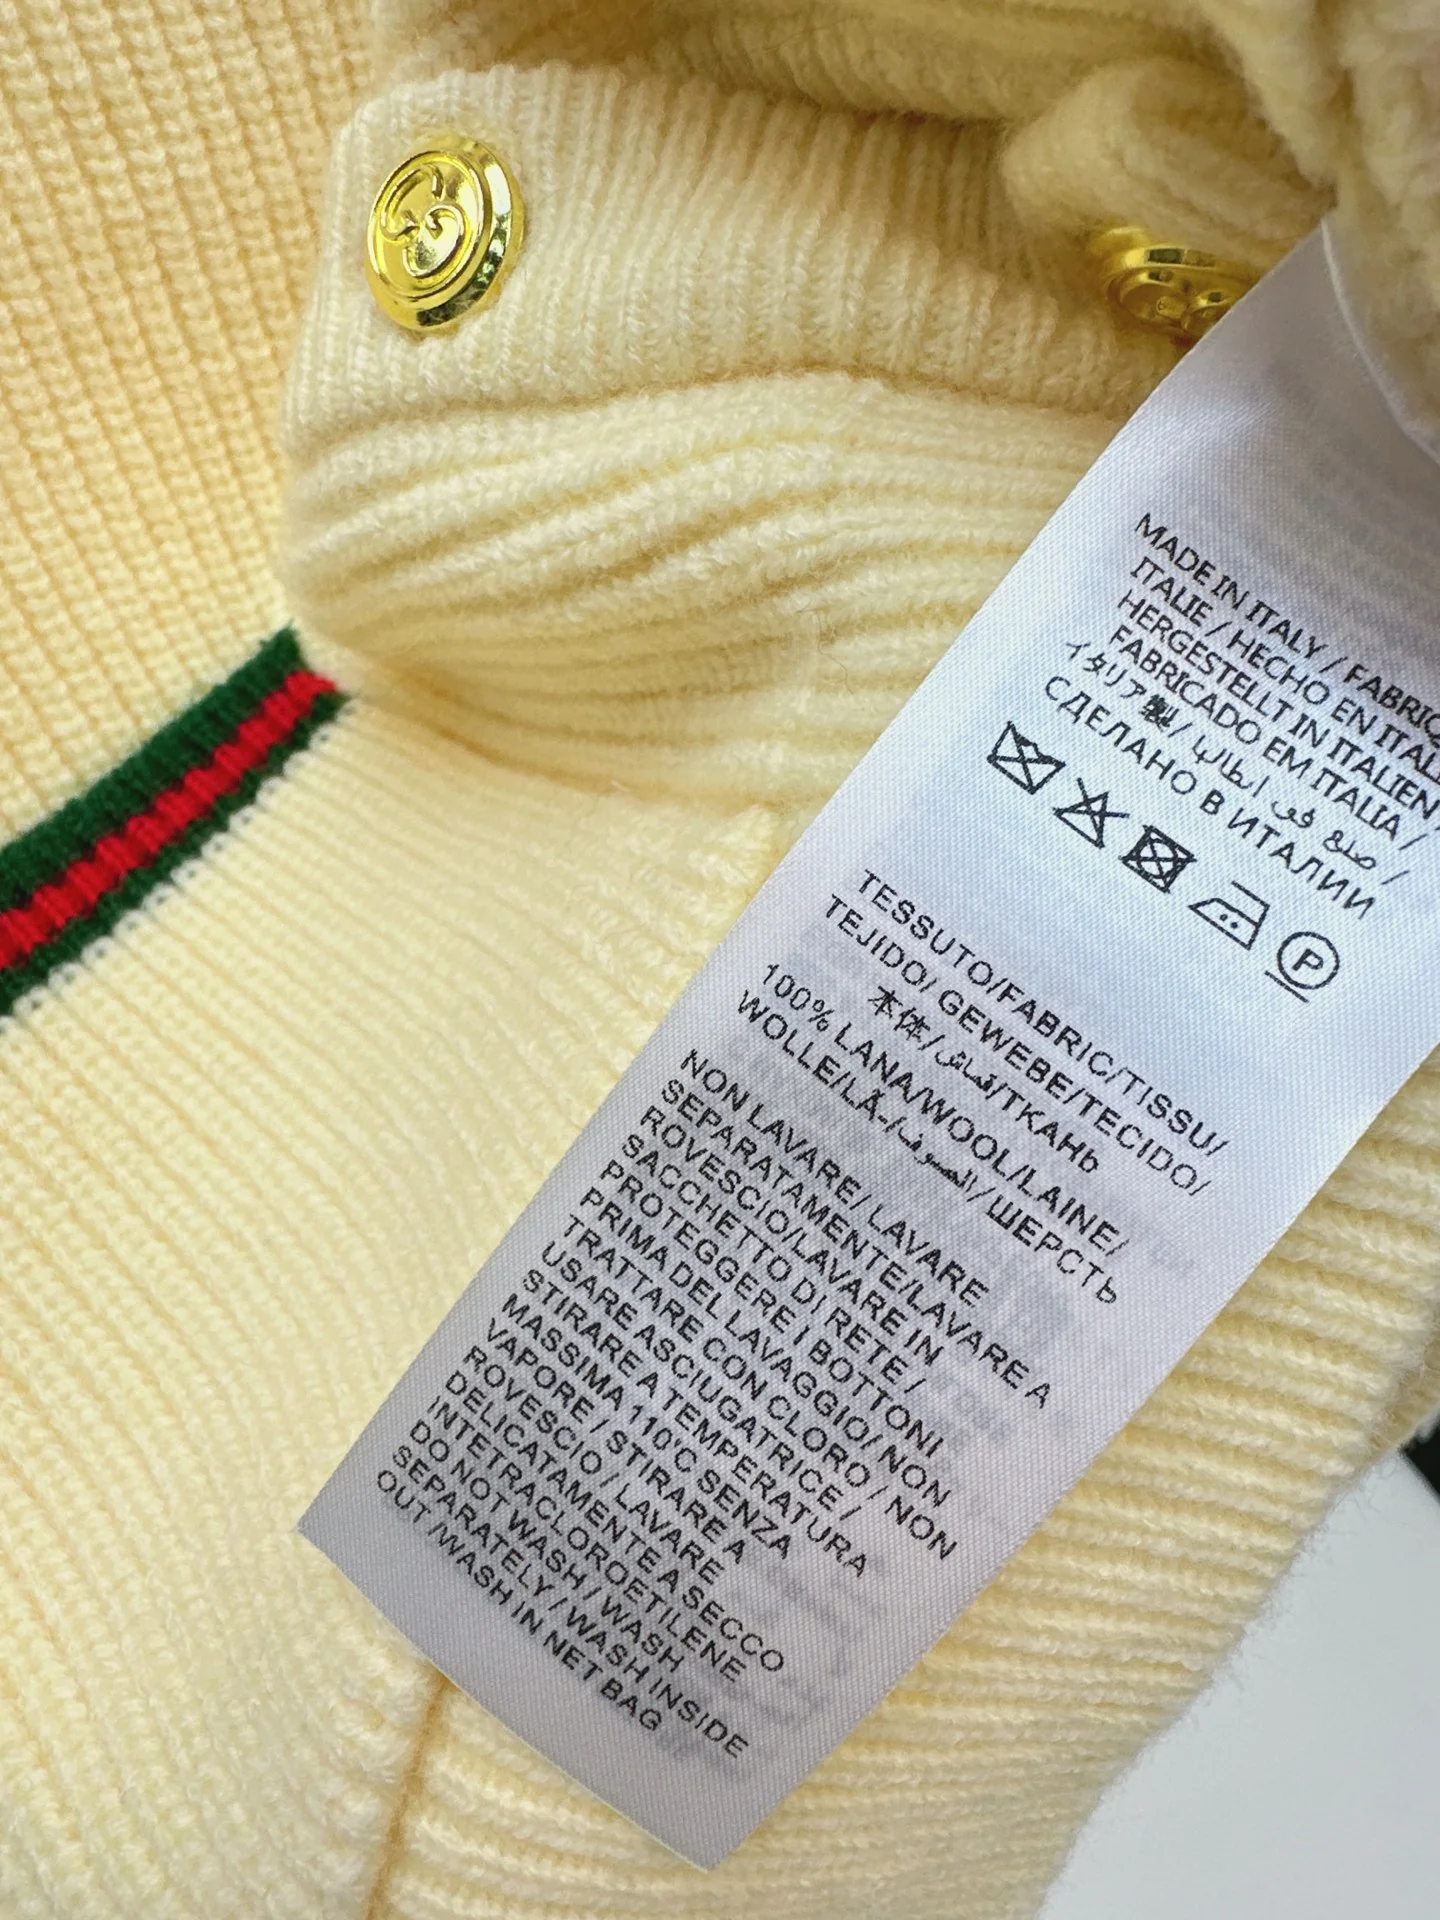 MADE IN ITALY / FABRIQ
ITALIE / HECHO EN ITALI
HERGESTELLT IN ITALIEN
FABRICADO EM ITALIA /
イタリア製 / صنع في ايطاليا /
СДЕЛАНО В ИТАЛИИ
P
TESSUTO/FABRIC/TISSU/
TEJIDO/ GEWEBE/TECIDO/
本体/قماش/ТКАНЬ
100% LANA/WOOL/LAINE/
WOLLE/LÃ-/الصوف/ШЕРСТЬ
NON LAVARE/ LAVARE
SEPARATAMENTE/LAVARE A
ROVESCIO/LAVARE IN
SACCHETTO DI RETE /
PROTEGGERE I BOTTONI
PRIMA DEL LAVAGGIO/ NON
TRATTARE CON CLORO / NON
USARE ASCIUGATRICE /
STIRARE A TEMPERATURA
MASSIMA 110'C SENZA
VAPORE / STIRARE A
ROVESCIO / LAVARE
DELICATAMENTE A SECCO
INTETRACLOROETILENE
DO NOT WASH / WASH
SEPARATELY / WASH INSIDE
OUT /WASH IN NET BAG